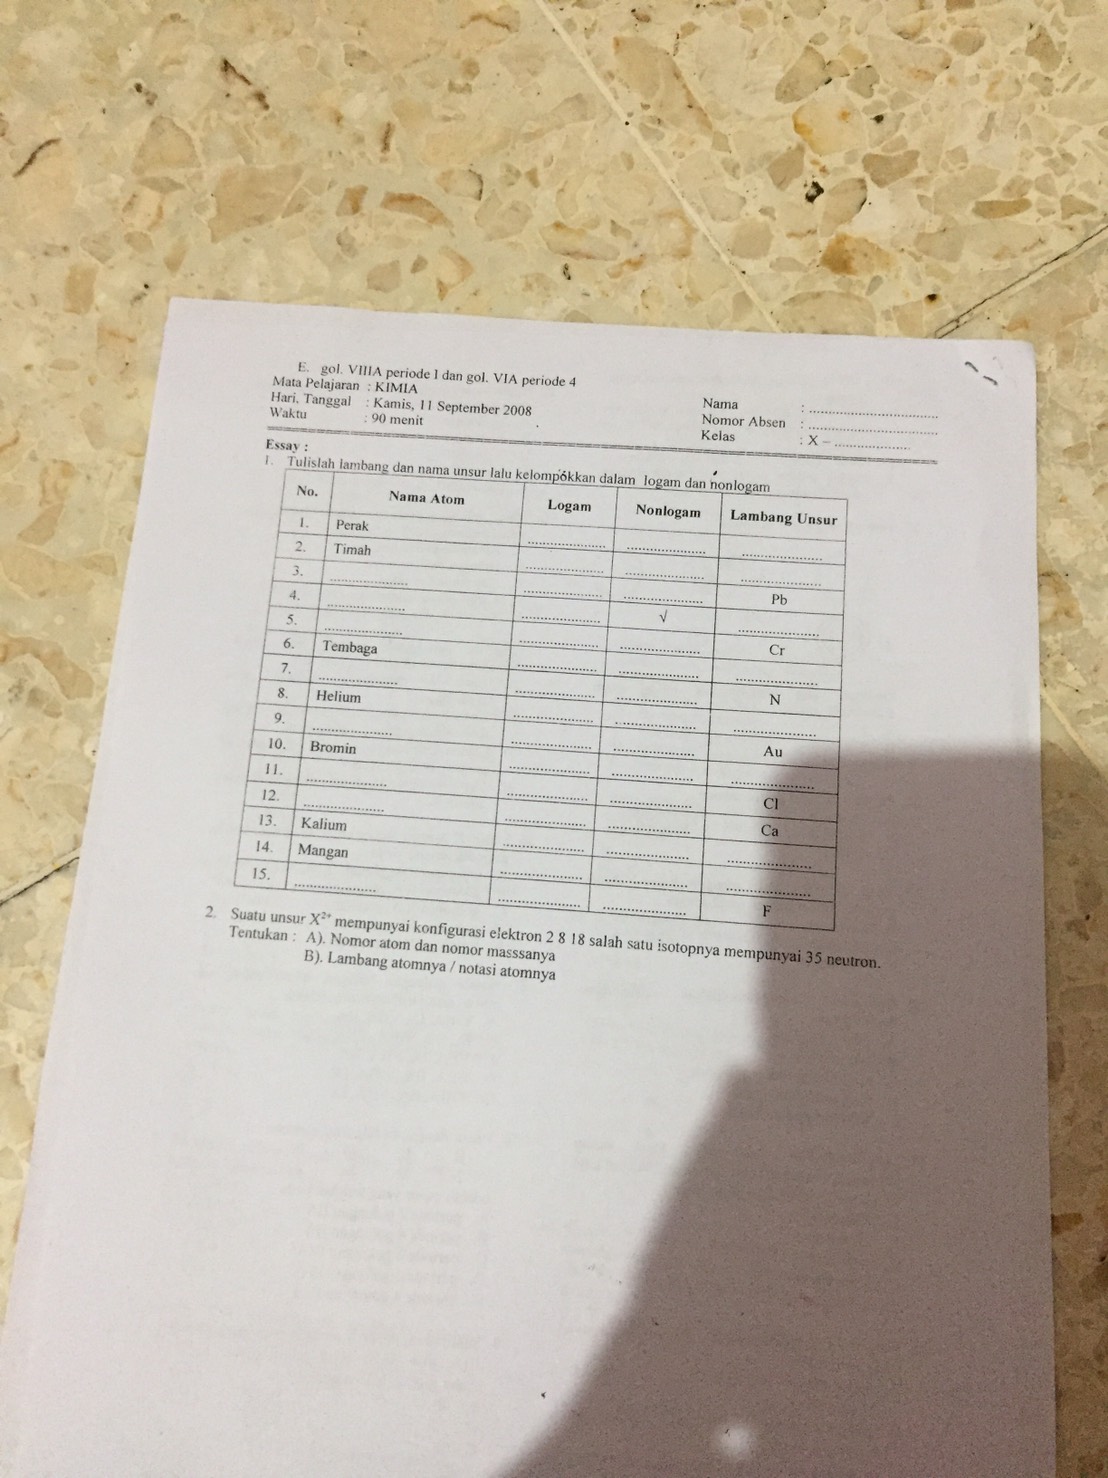 E. gol. VIIIA periode 1 dan gol. VIA periode 4
Mata Pelajaran : KIMIA
Hari, Tanggal : Kamis, 11 September 2008
Waktu : 90 menit
Nama : ..............................
Nomor Absen : ..............................
Kelas : X – ..................
Essay :
1. Tulislah lambang dan nama unsur lalu kelompokkan dalam logam dan nonlogam
No. Nama Atom Logam Nonlogam Lambang Unsur
1. Perak .................... .................... ....................
2. Timah .................... .................... ....................
3. .................... .................... .................... Pb
4. .................... .................... √ ....................
5. .................... .................... .................... Cr
6. Tembaga .................... .................... ....................
7. .................... .................... .................... N
8. Helium .................... .................... ....................
9. .................... .................... .................... Au
10. Bromin .................... .................... ....................
11. .................... .................... .................... Cl
12. .................... .................... .................... Ca
13. Kalium .................... .................... ....................
14. Mangan .................... .................... ....................
15. .................... .................... .................... F
2. Suatu unsur X²⁺ mempunyai konfigurasi elektron 2 8 18 salah satu isotopnya mempunyai 35 neutron.
Tentukan : A). Nomor atom dan nomor masssanya
B). Lambang atomnya / notasi atomnya